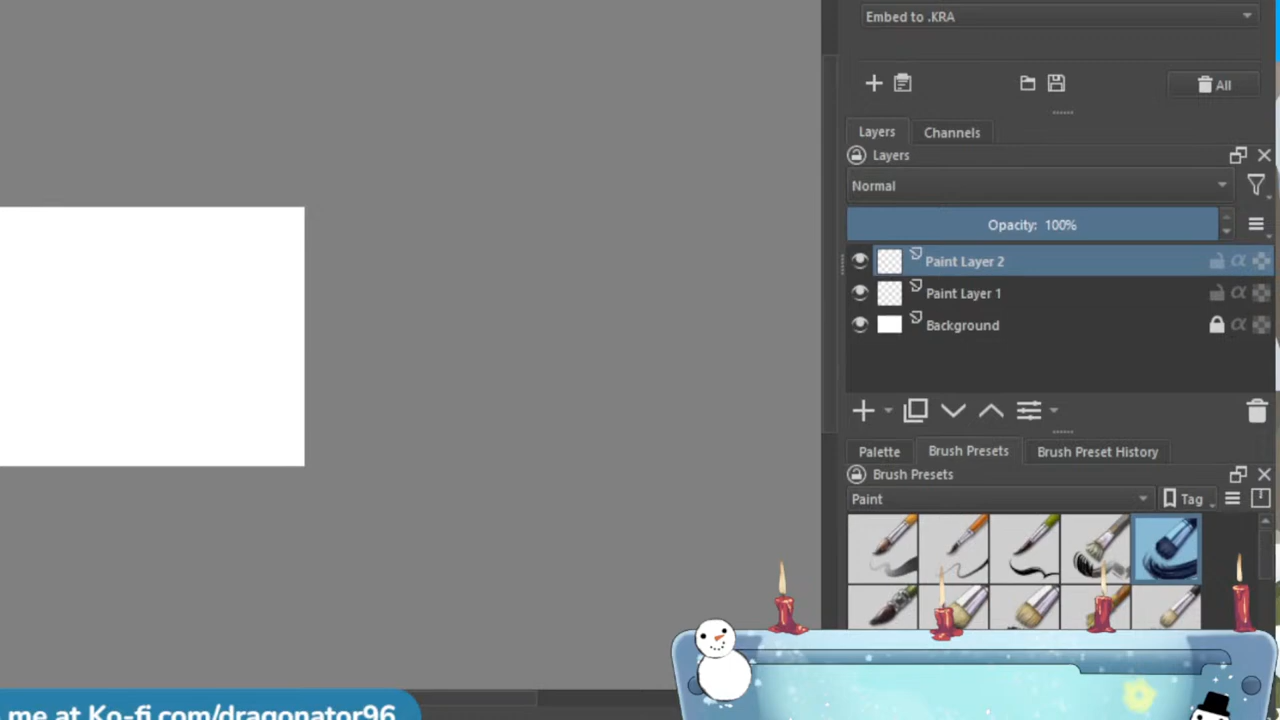 Embed to .KRA
All
Layers Channels
Layers
Normal
Opacity: 100%
Paint Layer 2
Paint Layer 1
Background
Palette Brush Presets Brush Preset History
Brush Presets
Paint Tag
me at Ko-fi.com/dragonator96